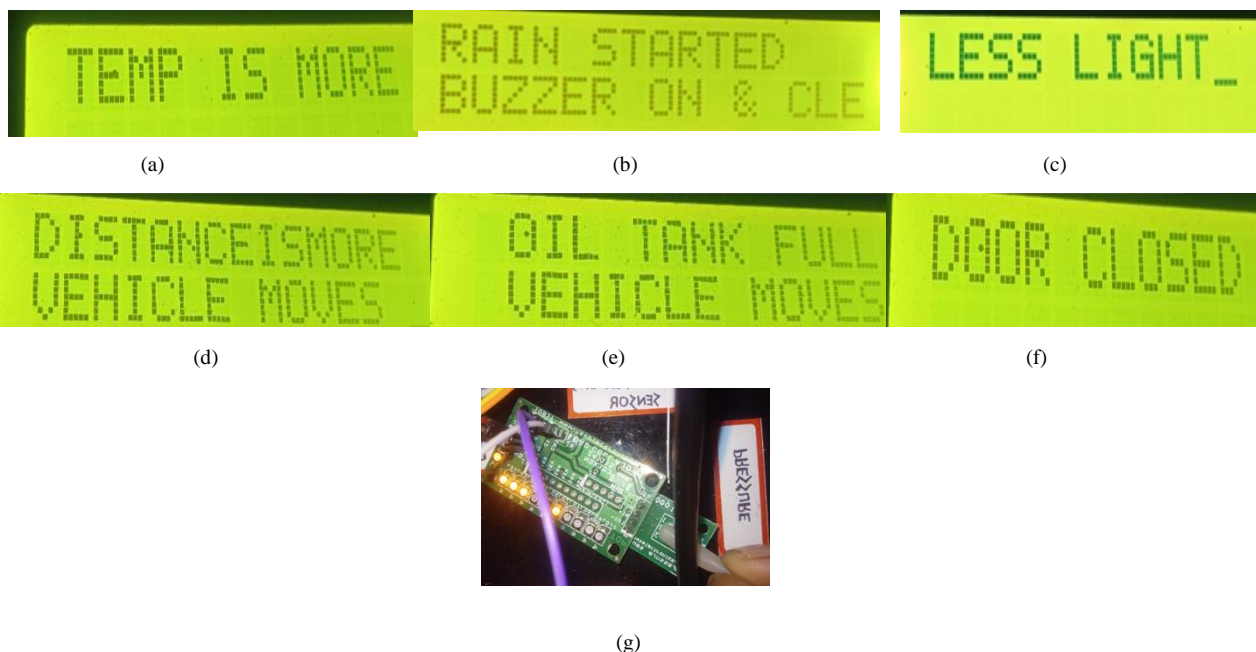 TEMP IS MORE
RAIN STARTED
BUZZER ON & CLE
LESS LIGHT_
(a)
(b)
(c)
DISTANCEISMORE
VEHICLE MOVES
OIL TANK FULL
VEHICLE MOVES
DOOR CLOSED
(d)
(e)
(f)
SENSOR
PRESSURE
(g)